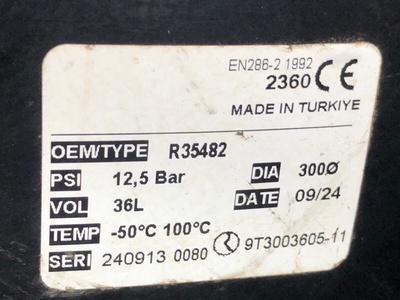 EN286-2 1992
2360 CE
MADE IN TURKIYE
OEM/TYPE R35482
PSI 12,5 Bar DIA 300Ø
VOL 36L DATE 09/24
TEMP -50°C 100°C
SERI 240913 0080 9T3003605-11